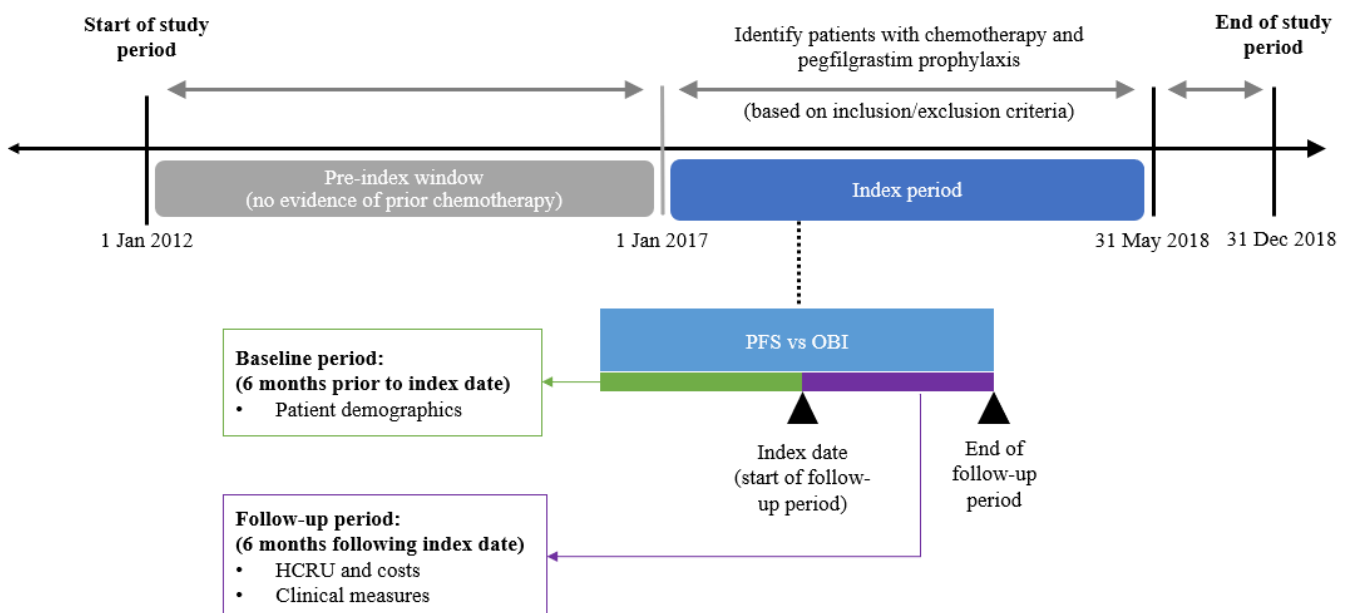 Start of study
period
Identify patients with chemotherapy and
pegfilgrastim prophylaxis
(based on inclusion/exclusion criteria)
End of study
period
Pre-index window
(no evidence of prior chemotherapy)
Index period
1 Jan 2012
1 Jan 2017
31 May 2018
31 Dec 2018
PFS vs OBI
Baseline period:
(6 months prior to index date)
• Patient demographics
Index date
(start of follow-
up period)
End of
follow-up
period
Follow-up period:
(6 months following index date)
• HCRU and costs
• Clinical measures